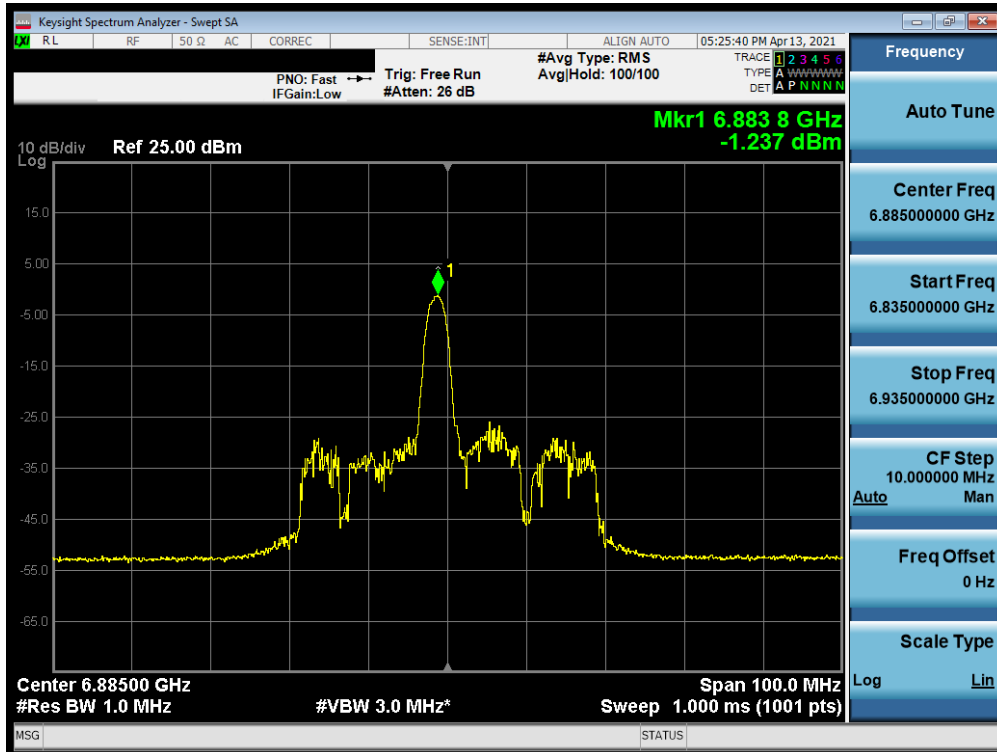 Keysight Spectrum Analyzer - Swept SA
LXI RL RF 50 Ω AC CORREC SENSE:INT ALIGN AUTO 05:25:40 PM Apr 13, 2021
PNO: Fast
IFGain:Low
Trig: Free Run
#Atten: 26 dB
#Avg Type: RMS
Avg|Hold: 100/100
TRACE 1 2 3 4 5 6
TYPE A WWWWW
DET A P N N N N
Mkr1 6.883 8 GHz
-1.237 dBm
10 dB/div Ref 25.00 dBm
Log
15.0
5.00
-5.00
-15.0
-25.0
-35.0
-45.0
-55.0
-65.0
1
Center 6.88500 GHz Span 100.0 MHz
#Res BW 1.0 MHz #VBW 3.0 MHz* Sweep 1.000 ms (1001 pts)
MSG STATUS
Frequency
Auto Tune
Center Freq
6.885000000 GHz
Start Freq
6.835000000 GHz
Stop Freq
6.935000000 GHz
CF Step
10.000000 MHz
Auto Man
Freq Offset
0 Hz
Scale Type
Log Lin